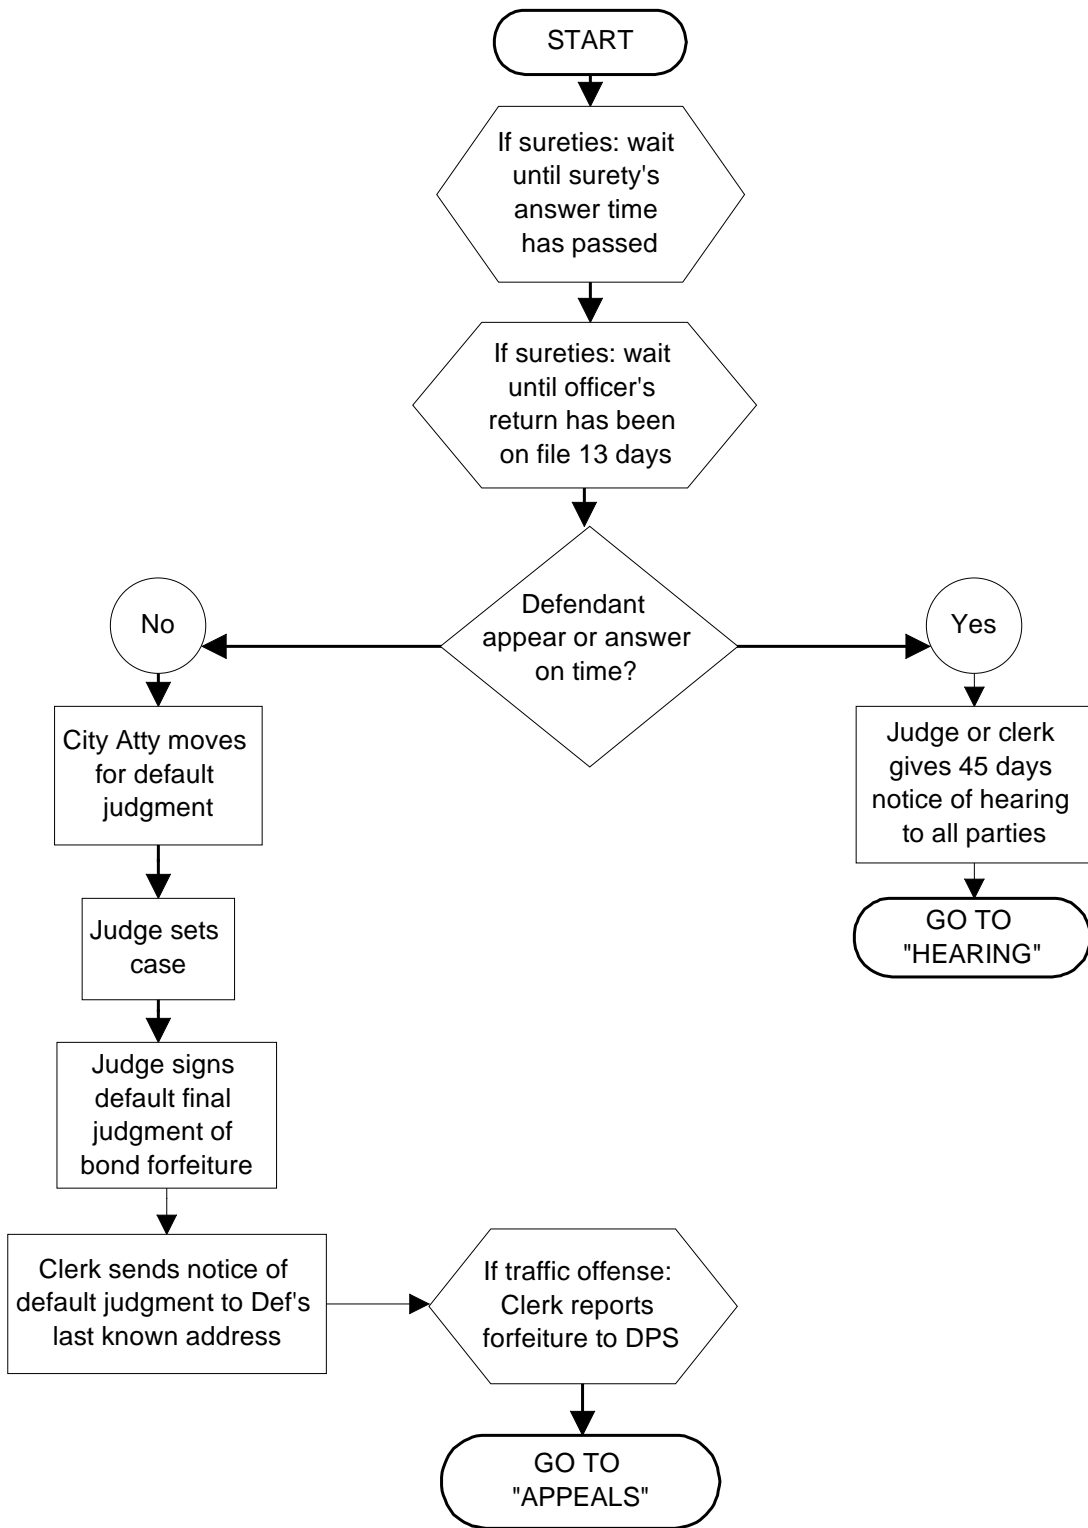 START
If sureties: wait
until surety's
answer time
has passed
If sureties: wait
until officer's
return has been
on file 13 days
Defendant
appear or answer
on time?
No
Yes
City Atty moves
for default
judgment
Judge or clerk
gives 45 days
notice of hearing
to all parties
Judge sets
case
GO TO
"HEARING"
Judge signs
default final
judgment of
bond forfeiture
Clerk sends notice of
default judgment to Def's
last known address
If traffic offense:
Clerk reports
forfeiture to DPS
GO TO
"APPEALS"